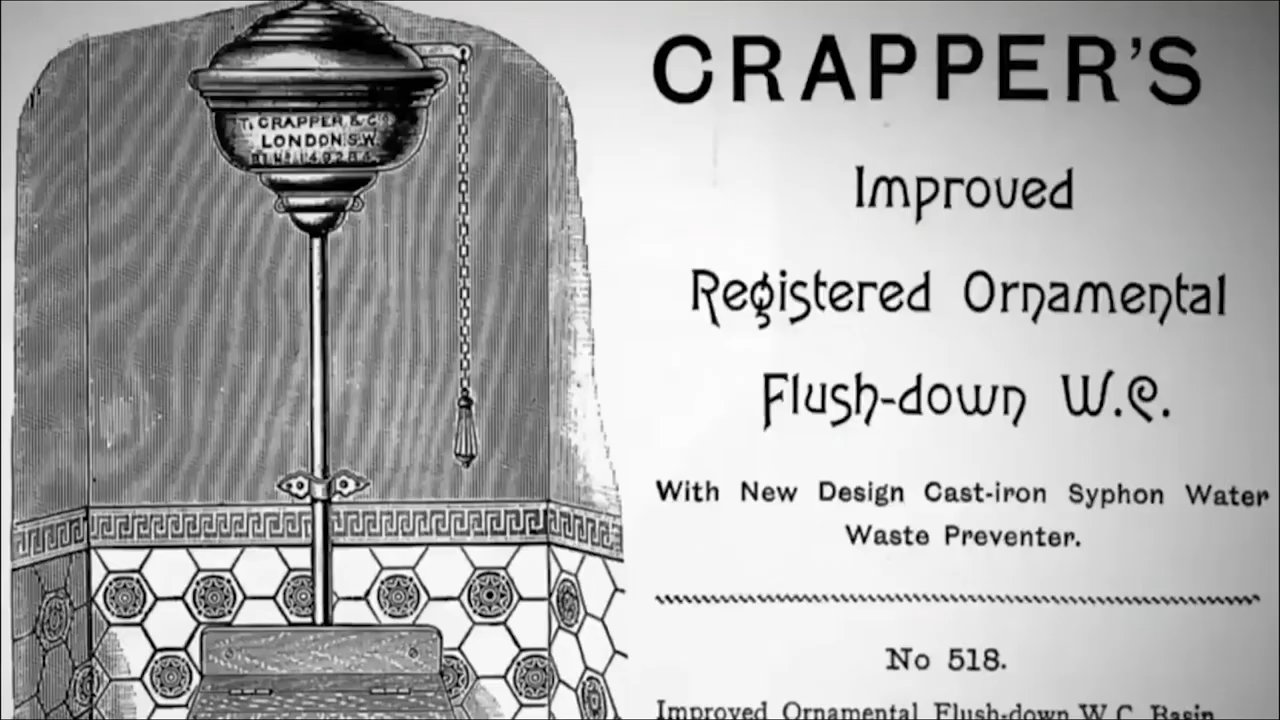 T. CRAPPER & Co
LONDON.S.W.
CRAPPER'S
Improved
Registered Ornamental
Flush-down W.C.
With New Design Cast-iron Syphon Water
Waste Preventer.
No 518.
Improved Ornamental Flush-down W.C. Basin